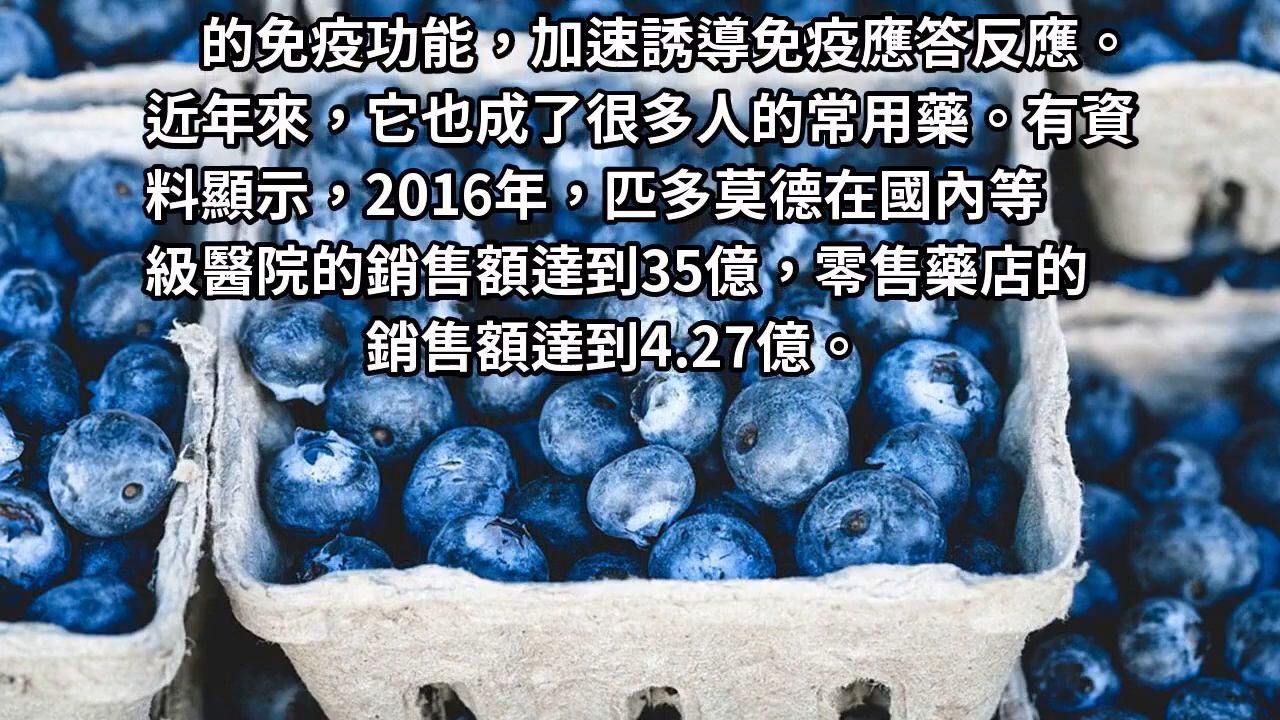 的免疫功能，加速誘導免疫應答反應。
近年來，它也成了很多人的常用藥。有資
料顯示，2016年，匹多莫德在國內等
級醫院的銷售額達到35億，零售藥店的
銷售額達到4.27億。